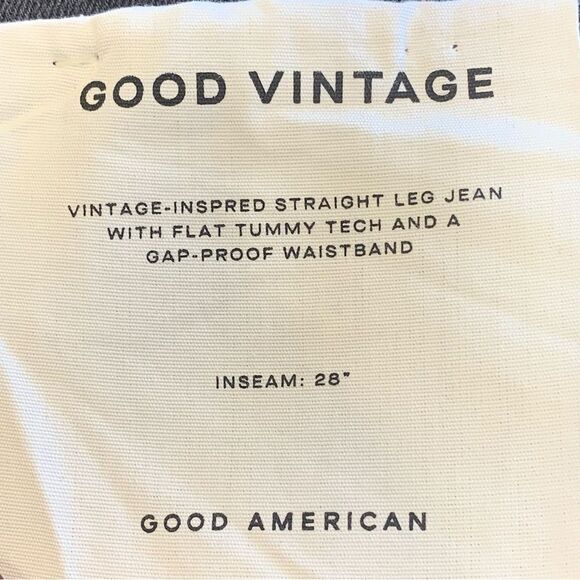 GOOD VINTAGE
VINTAGE-INSPRED STRAIGHT LEG JEAN
WITH FLAT TUMMY TECH AND A
GAP-PROOF WAISTBAND
INSEAM: 28"
GOOD AMERICAN